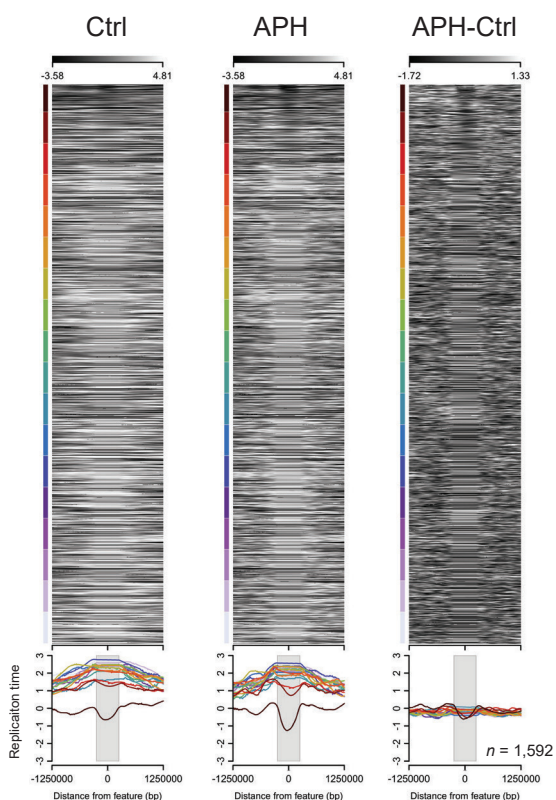 Ctrl APH APH-Ctrl
-3.58 4.81 -3.58 4.81 -1.72 1.33
Replicaiton time
3 3 3
2 2 2
1 1 1
0 0 0
-1 -1 -1
-2 -2 -2
-3 -3 -3
n = 1,592
-1250000 0 1250000 -1250000 0 1250000 -1250000 0 1250000
Distance from feature (bp) Distance from feature (bp) Distance from feature (bp)